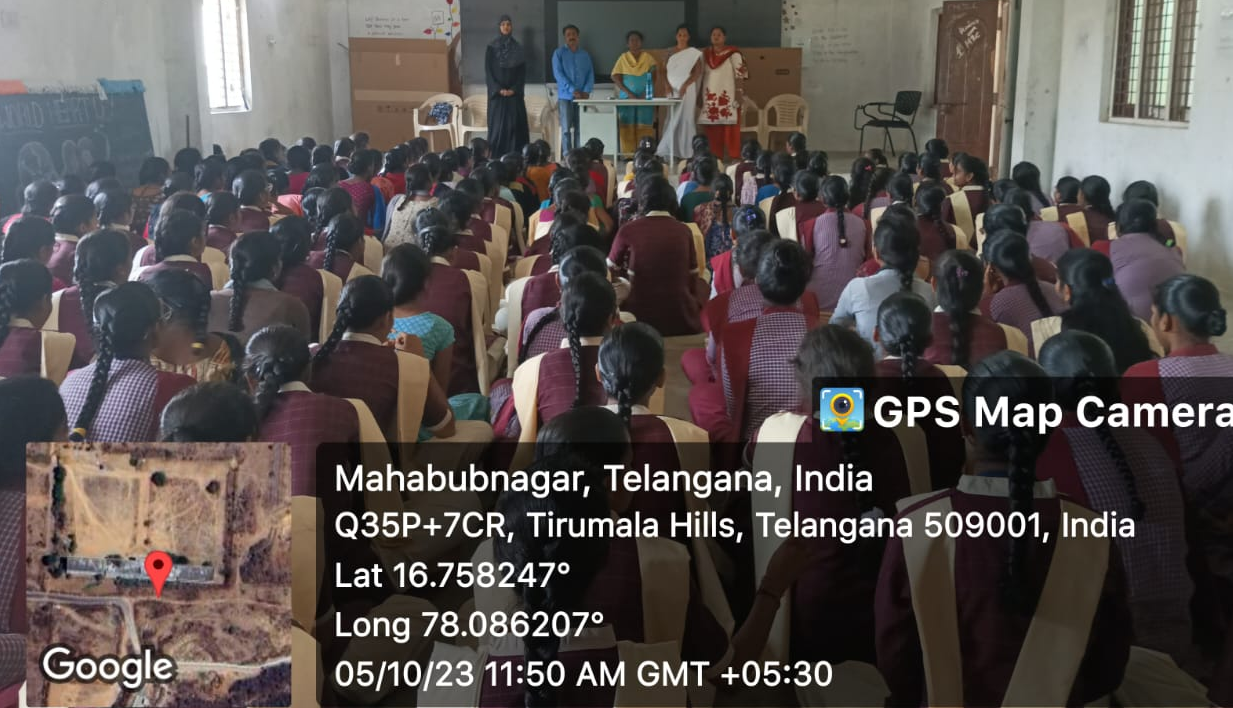 GPS Map Camera
Mahabubnagar, Telangana, India
Q35P+7CR, Tirumala Hills, Telangana 509001, India
Lat 16.758247°
Long 78.086207°
05/10/23 11:50 AM GMT +05:30
Google